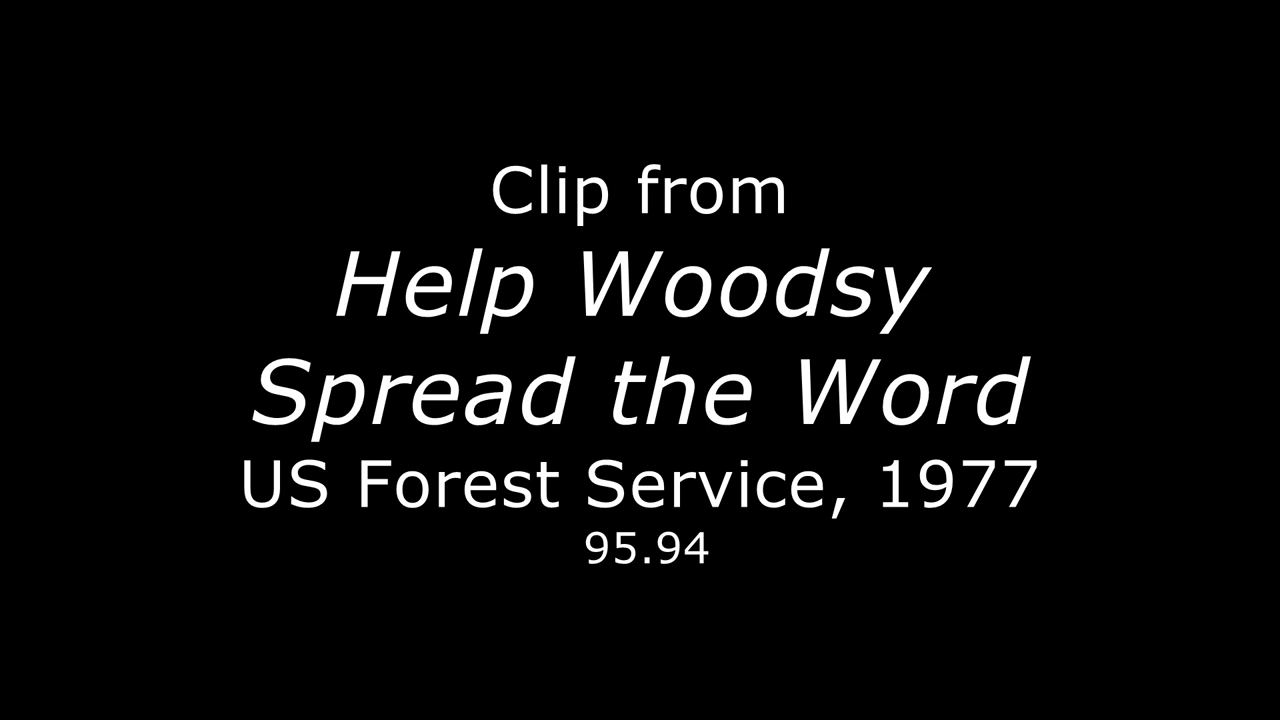 Clip from
Help Woodsy
Spread the Word
US Forest Service, 1977
95.94